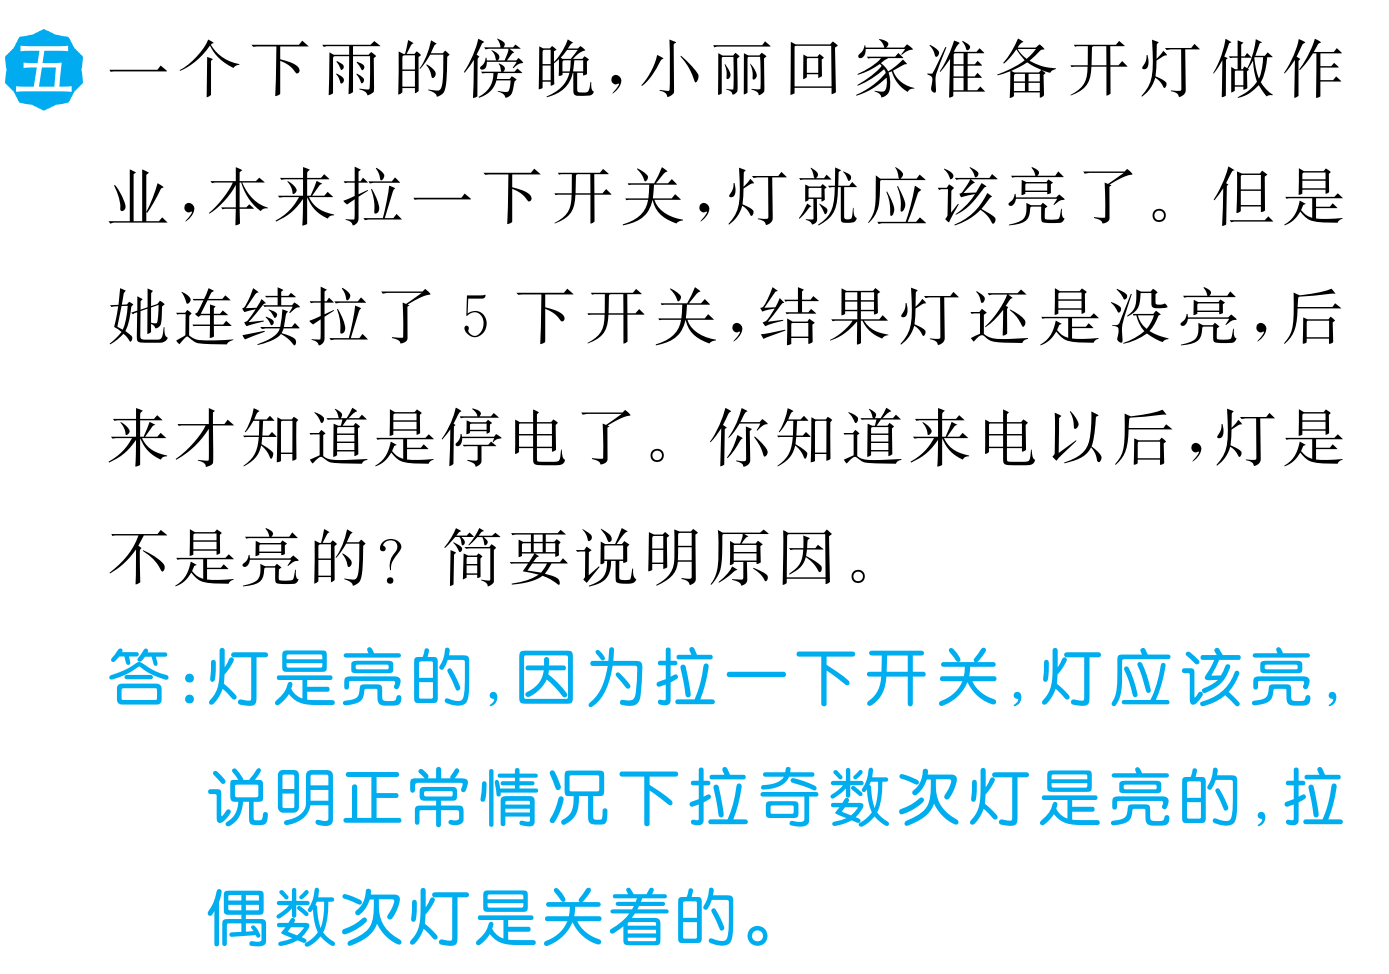 五 一个下雨的傍晚,小丽回家准备开灯做作
业,本来拉一下开关,灯就应该亮了。但是
她连续拉了 5 下开关,结果灯还是没亮,后
来才知道是停电了。你知道来电以后,灯是
不是亮的? 简要说明原因。
答:灯是亮的,因为拉一下开关,灯应该亮,
说明正常情况下拉奇数次灯是亮的,拉
偶数次灯是关着的。